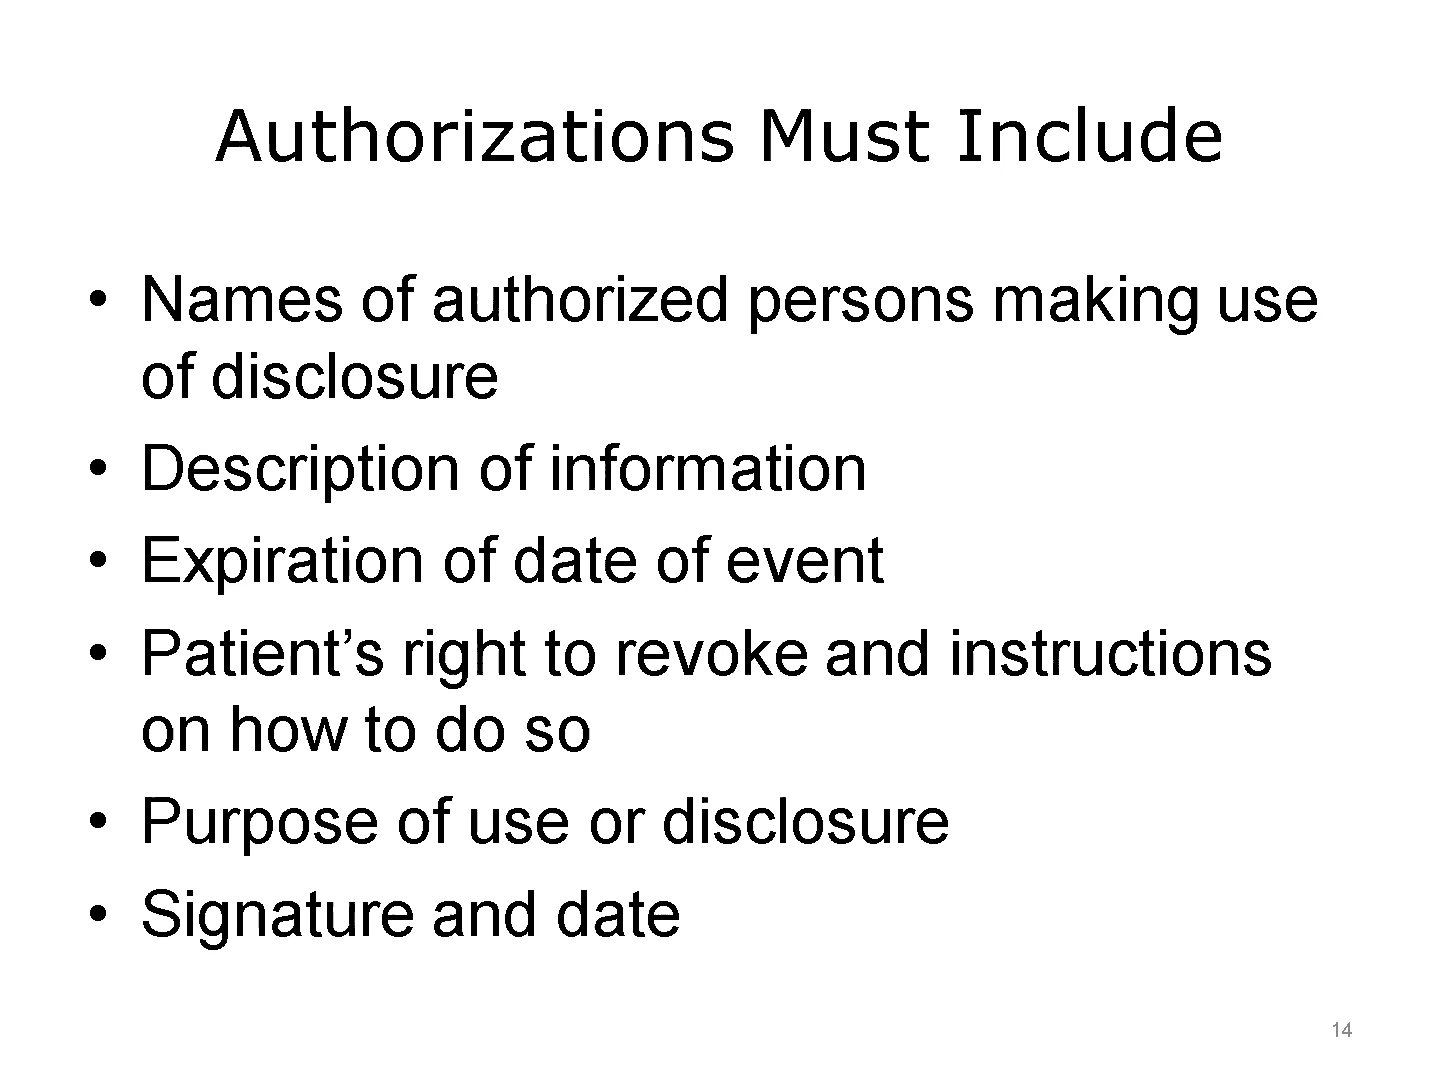 Authorizations Must Include
• Names of authorized persons making use
of disclosure
• Description of information
• Expiration of date of event
• Patient’s right to revoke and instructions
on how to do so
• Purpose of use or disclosure
• Signature and date
14